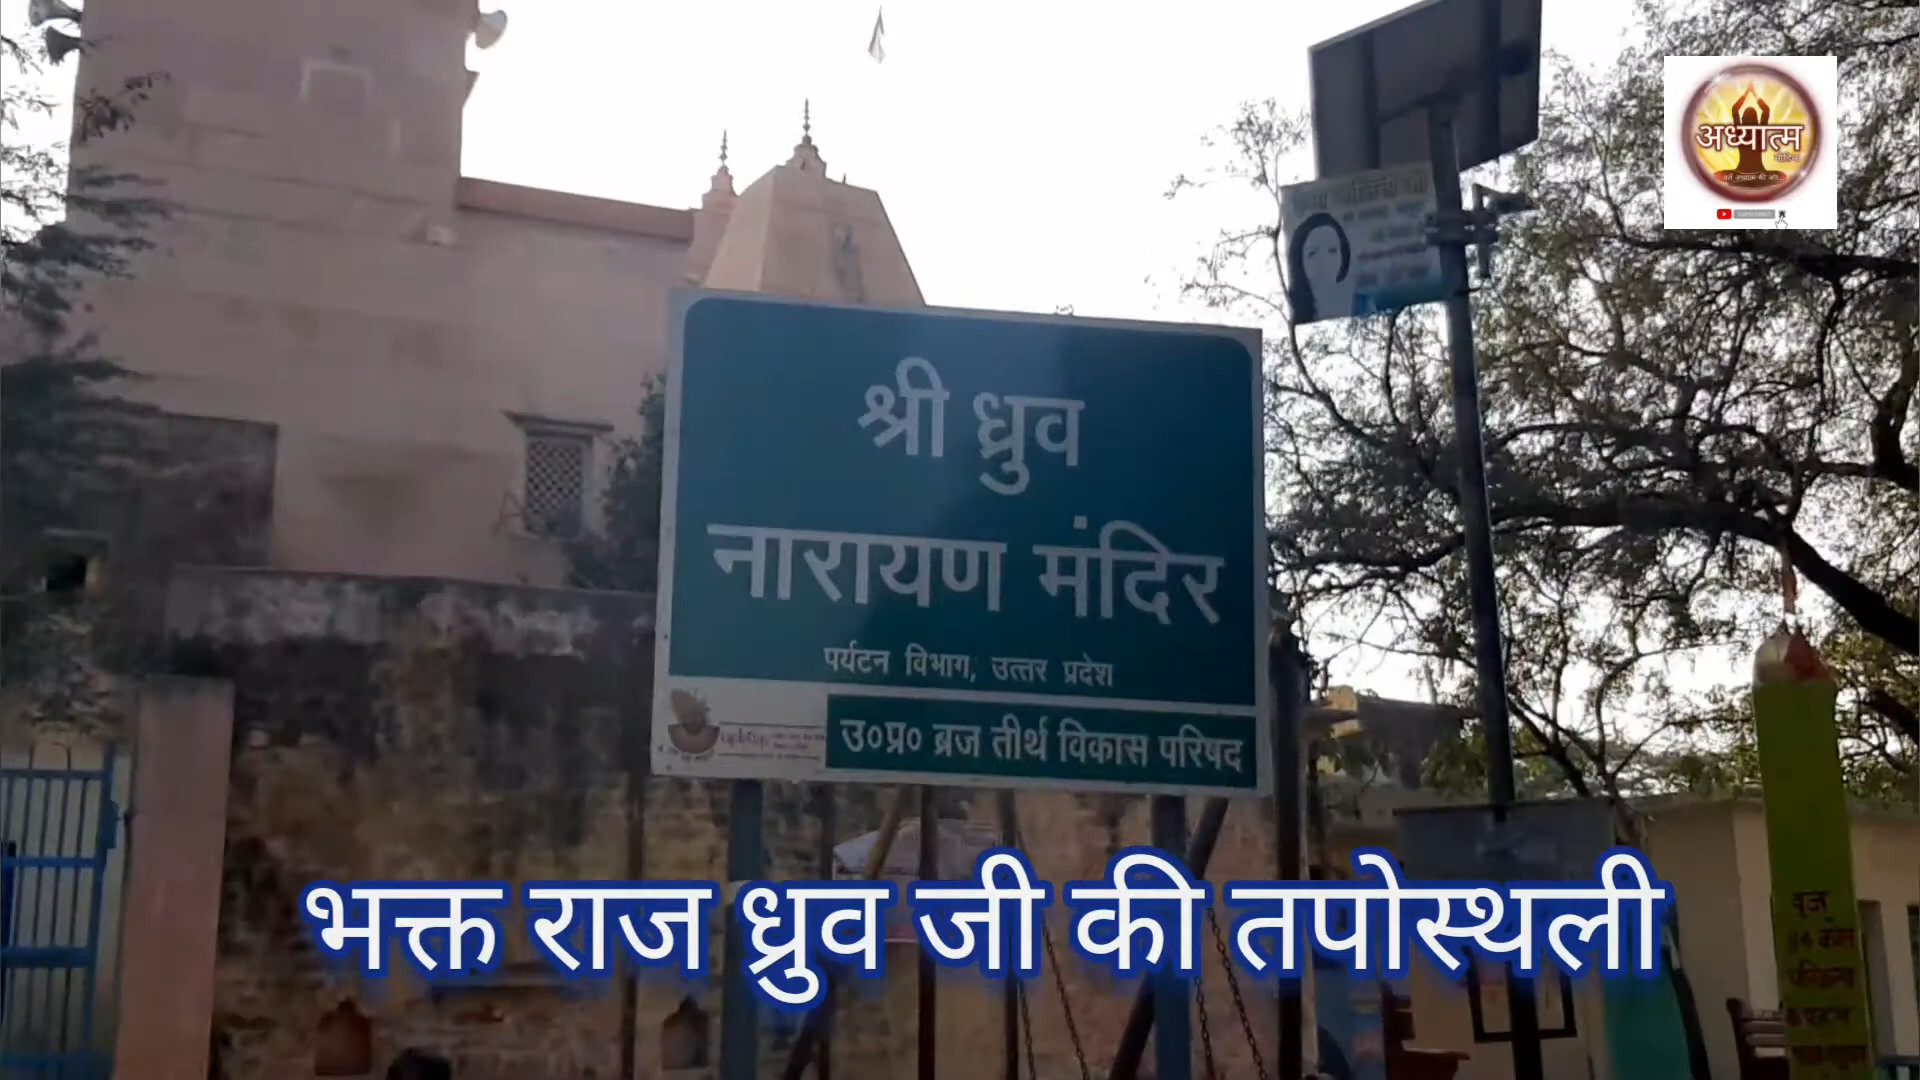 अध्यात्म
श्री ध्रुव
नारायण मंदिर
पर्यटन विभाग, उत्तर प्रदेश
उ०प्र० ब्रज तीर्थ विकास परिषद
भक्त राज ध्रुव जी की तपोस्थली